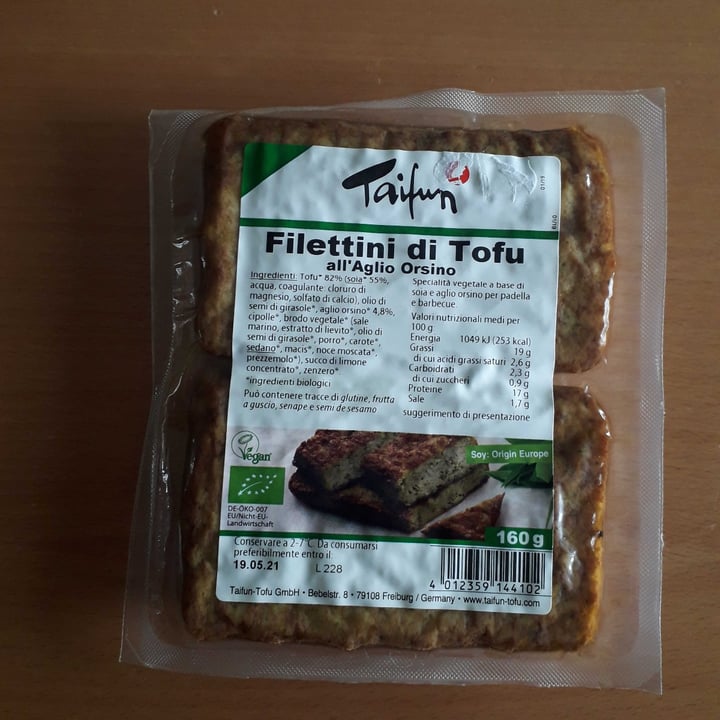 Taifun
01/19
Filettini di Tofu
all'Aglio Orsino
Ingredienti: Tofu* 82% (soia* 55%,
acqua, coagulante: cloruro di
magnesio, solfato di calcio), olio di
semi di girasole*, aglio orsino* 4,8%,
cipolle*, brodo vegetale* (sale
marino, estratto di lievito*, olio di
semi di girasole*, porro*, carote*,
sedano*, macis*, noce moscata*,
prezzemolo*), succo di limone
concentrato*, zenzero*
*ingredienti biologici
Può contenere tracce di glutine, frutta
a guscio, senape e semi de sesamo
Specialità vegetale a base di
soia e aglio orsino per padella
e barbecue.
Valori nutrizionali medi per
100 g
Energia 1049 kJ (253 kcal)
Grassi 19 g
di cui acidi grassi saturi 2,6 g
Carboidrati 2,3 g
di cui zuccheri 0,9 g
Proteine 17 g
Sale 1,7 g
suggerimento di presentazione
Vegan
Soy: Origin Europe
DE-ÖKO-007
EU/Nicht-EU-
Landwirtschaft
160 g
Conservare a 2-7°C Da consumarsi
preferibilmente entro il:
19.05.21 L 228
4 012359 144102
Taifun-Tofu GmbH • Bebelstr. 8 • 79108 Freiburg / Germany • www.taifun-tofu.com